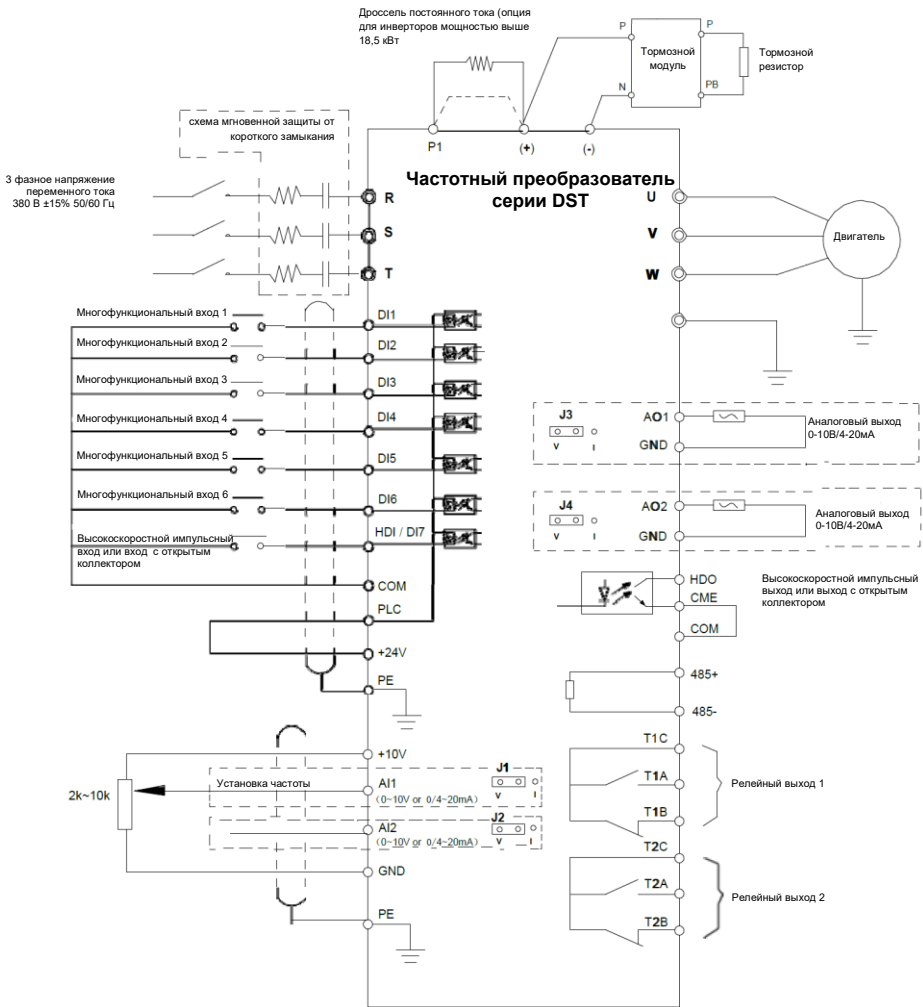 Дроссель постоянного тока (опция
для инверторов мощностью выше
18,5 кВт
P
P
Тормозной
модуль
Тормозной
резистор
N
PB
схема мгновенной защиты от
короткого замыкания
P1
(+)
(-)
3 фазное напряжение
переменного тока
380 В ±15% 50/60 Гц
Частотный преобразователь
серии DST
R
U
S
V
Двигатель
T
W
Многофункциональный вход 1
DI1
Многофункциональный вход 2
DI2
Многофункциональный вход 3
DI3
Многофункциональный вход 4
DI4
Многофункциональный вход 5
DI5
Многофункциональный вход 6
DI6
Высокоскоростной импульсный
вход или вход с открытым
коллектором
HDI / DI7
COM
PLC
+24V
PE
J3
V
I
AO1
GND
Аналоговый выход
0-10В/4-20мА
J4
V
I
AO2
GND
Аналоговый выход
0-10В/4-20мА
HDO
CME
COM
Высокоскоростной импульсный
выход или выход с открытым
коллектором
485+
485-
+10V
2k~10k
Установка частоты
AI1
(0~10V or 0/4~20mA)
J1
V
I
AI2
(0~10V or 0/4~20mA)
J2
V
I
GND
PE
T1C
T1A
T1B
Релейный выход 1
T2C
T2A
T2B
Релейный выход 2